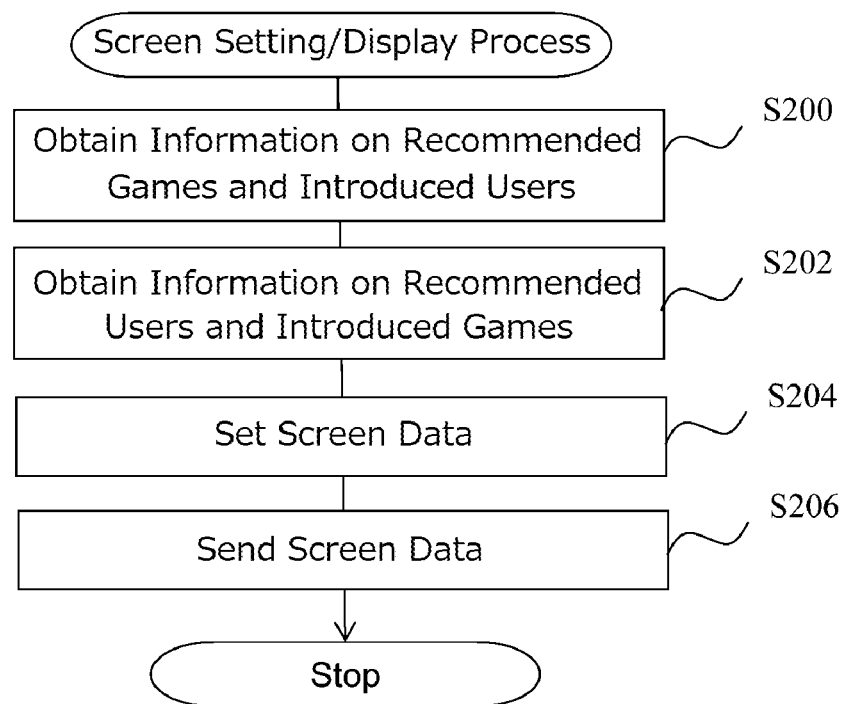 Screen Setting/Display Process
S200
Obtain Information on Recommended
Games and Introduced Users
S202
Obtain Information on Recommended
Users and Introduced Games
S204
Set Screen Data
S206
Send Screen Data
Stop